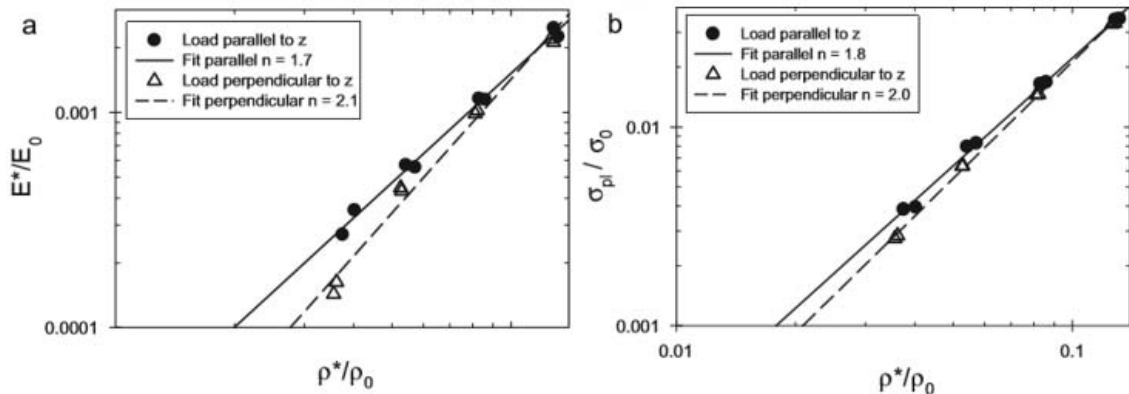 a
Load parallel to z
Fit parallel n = 1.7
Load perpendicular to z
Fit perpendicular n = 2.1
0.001
0.0001
E*/E0
ρ*/ρ0
b
Load parallel to z
Fit parallel n = 1.8
Load perpendicular to z
Fit perpendicular n = 2.0
0.01
0.001
σpl / σ0
0.01
0.1
ρ*/ρ0